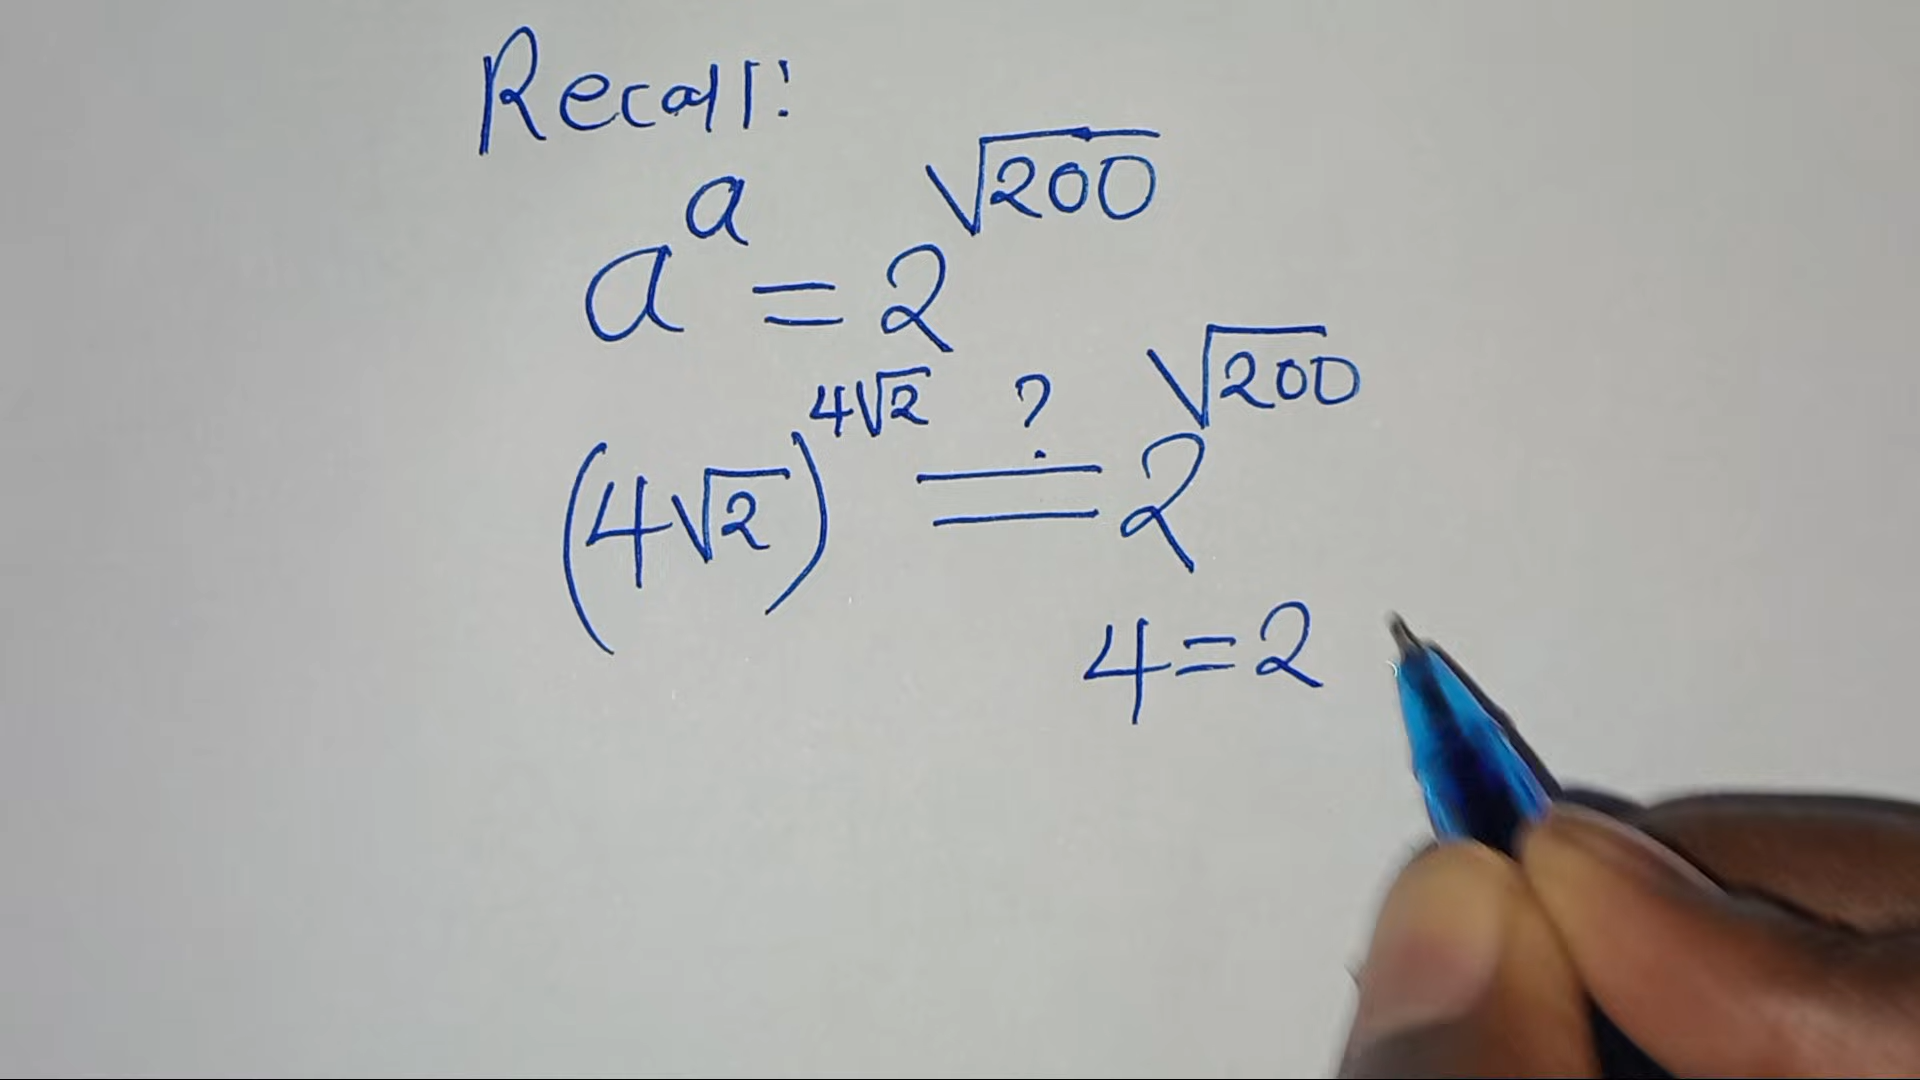 Recall:
a^a = 2^√200
(4√2)^4√2 =? 2^√200
4=2